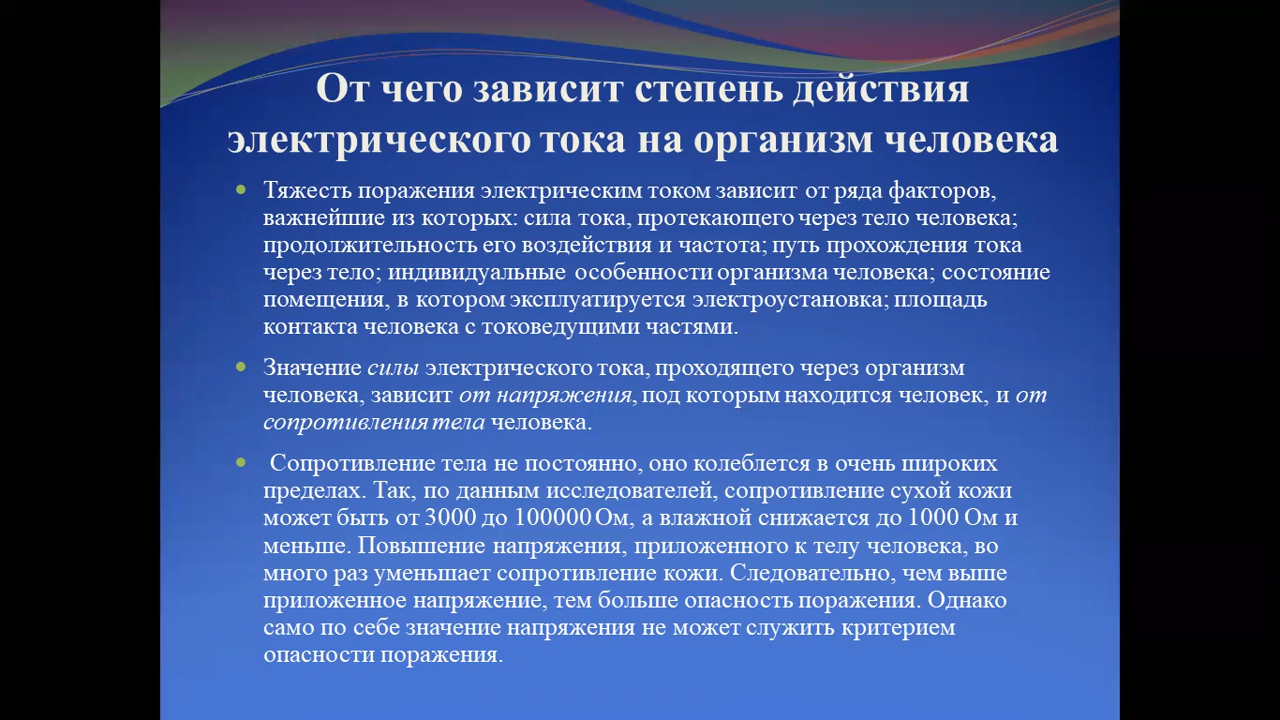 От чего зависит степень действия
электрического тока на организм человека
Тяжесть поражения электрическим током зависит от ряда факторов,
важнейшие из которых: сила тока, протекающего через тело человека;
продолжительность его воздействия и частота; путь прохождения тока
через тело; индивидуальные особенности организма человека; состояние
помещения, в котором эксплуатируется электроустановка; площадь
контакта человека с токоведущими частями.
Значение силы электрического тока, проходящего через организм
человека, зависит от напряжения, под которым находится человек, и от
сопротивления тела человека.
Сопротивление тела не постоянно, оно колеблется в очень широких
пределах. Так, по данным исследователей, сопротивление сухой кожи
может быть от 3000 до 100000 Ом, а влажной снижается до 1000 Ом и
меньше. Повышение напряжения, приложенного к телу человека, во
много раз уменьшает сопротивление кожи. Следовательно, чем выше
приложенное напряжение, тем больше опасность поражения. Однако
само по себе значение напряжения не может служить критерием
опасности поражения.